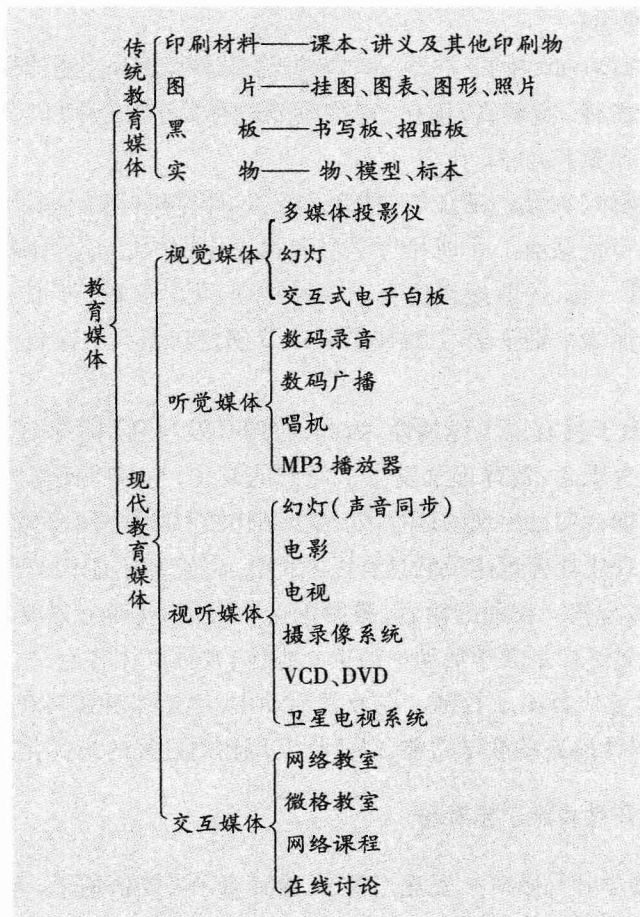 教育媒体
传统教育媒体
印刷材料——课本、讲义及其他印刷物
图 片——挂图、图表、图形、照片
黑 板——书写板、招贴板
实 物—— 物、模型、标本
现代教育媒体
视觉媒体
多媒体投影仪
幻灯
交互式电子白板
听觉媒体
数码录音
数码广播
唱机
MP3 播放器
视听媒体
幻灯(声音同步)
电影
电视
摄录像系统
VCD、DVD
卫星电视系统
交互媒体
网络教室
微格教室
网络课程
在线讨论